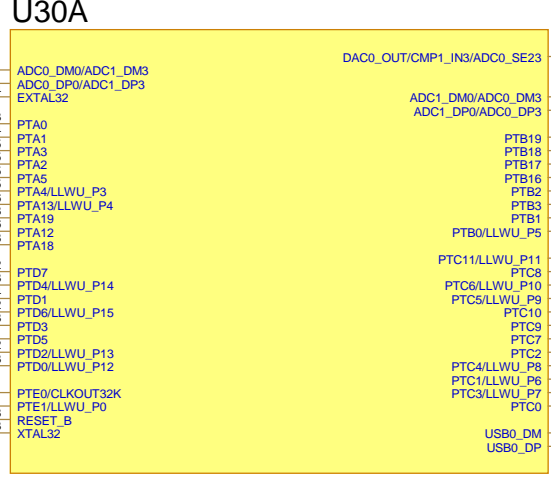 U30A
ADC0_DM0/ADC1_DM3
ADC0_DP0/ADC1_DP3
EXTAL32
PTA0
PTA1
PTA3
PTA2
PTA5
PTA4/LLWU_P3
PTA13/LLWU_P4
PTA19
PTA12
PTA18
PTD7
PTD4/LLWU_P14
PTD1
PTD6/LLWU_P15
PTD3
PTD5
PTD2/LLWU_P13
PTD0/LLWU_P12
PTE0/CLKOUT32K
PTE1/LLWU_P0
RESET_B
XTAL32
DAC0_OUT/CMP1_IN3/ADC0_SE23
ADC1_DM0/ADC0_DM3
ADC1_DP0/ADC0_DP3
PTB19
PTB18
PTB17
PTB16
PTB2
PTB3
PTB1
PTB0/LLWU_P5
PTC11/LLWU_P11
PTC8
PTC6/LLWU_P10
PTC5/LLWU_P9
PTC10
PTC9
PTC7
PTC2
PTC4/LLWU_P8
PTC1/LLWU_P6
PTC3/LLWU_P7
PTC0
USB0_DM
USB0_DP